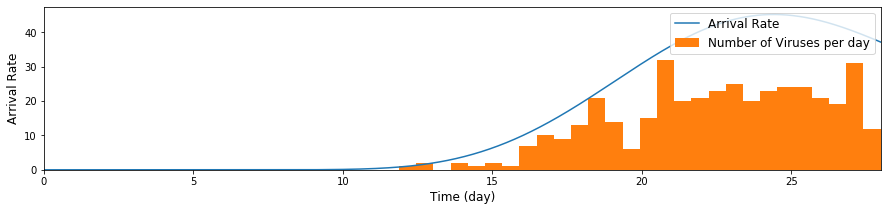 Arrival Rate
Number of Viruses per day
40
30
20
10
0
Arrival Rate
0 5 10 15 20 25
Time (day)